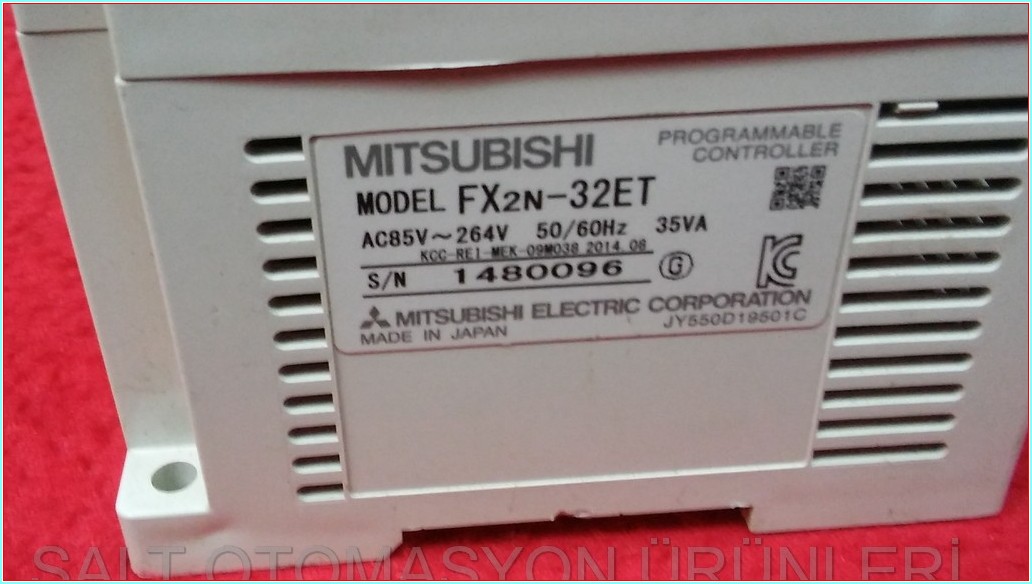 MITSUBISHI
PROGRAMMABLE
CONTROLLER
MODEL FX2N-32ET
AC85V～264V 50/60Hz 35VA
KCC-REI-MEK-09M038 2014.08
S/N 1480096 G
KC
MITSUBISHI ELECTRIC CORPORATION
MADE IN JAPAN JY550D19501C
SALT OTOMASYON ÜRÜNLERİ